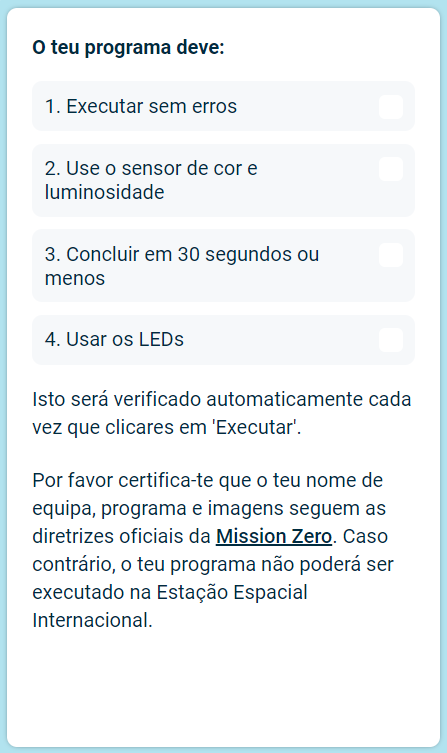 O teu programa deve:
1. Executar sem erros
2. Use o sensor de cor e
luminosidade
3. Concluir em 30 segundos ou
menos
4. Usar os LEDs
Isto será verificado automaticamente cada
vez que clicares em 'Executar'.
Por favor certifica-te que o teu nome de
equipa, programa e imagens seguem as
diretrizes oficiais da Mission Zero. Caso
contrário, o teu programa não poderá ser
executado na Estação Espacial
Internacional.